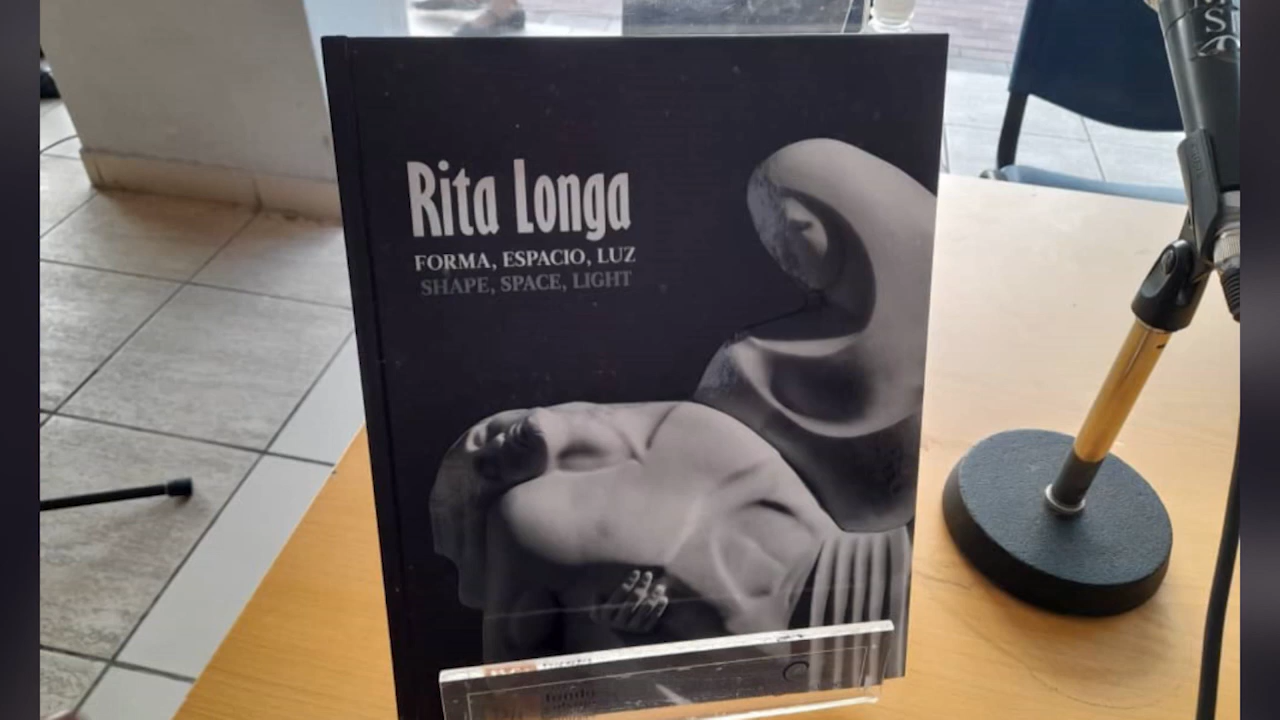 Rita Longa
FORMA, ESPACIO, LUZ
SHAPE, SPACE, LIGHT